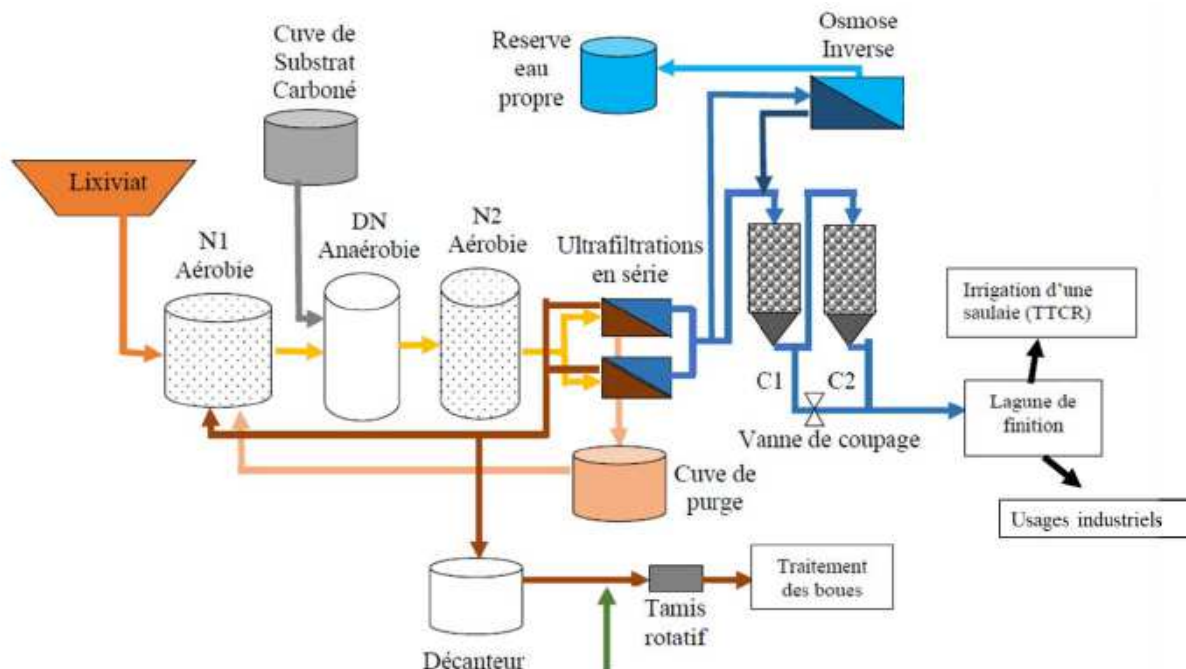 Cuve de
Substrat
Carboné
Reserve
eau
propre
Osmose
Inverse
Lixiviat
N1
Aérobie
DN
Anaérobie
N2
Aérobie
Ultrafiltrations
en série
C1
C2
Vanne de coupage
Irrigation d'une
saulaie (TTCR)
Lagune de
finition
Usages industriels
Cuve de
purge
Décanteur
Tamis
rotatif
Traitement
des boues